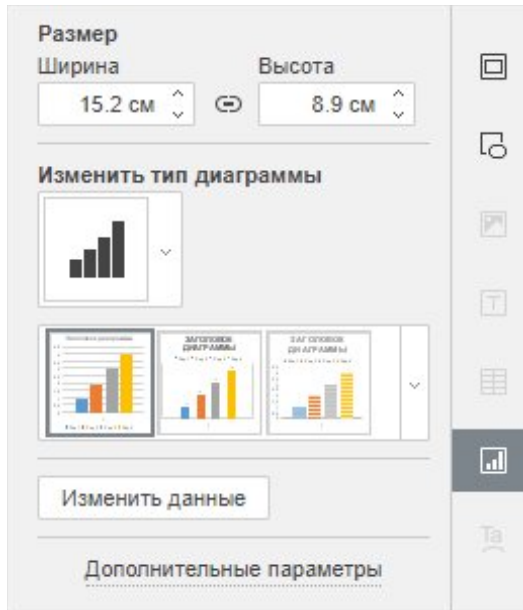 Размер
Ширина Высота
15.2 см 8.9 см
Изменить тип диаграммы
ЗАГОЛОВОК ДИАГРАММЫ
ЗАГОЛОВОК ДИАГРАММЫ
Изменить данные
Дополнительные параметры
T
Ta